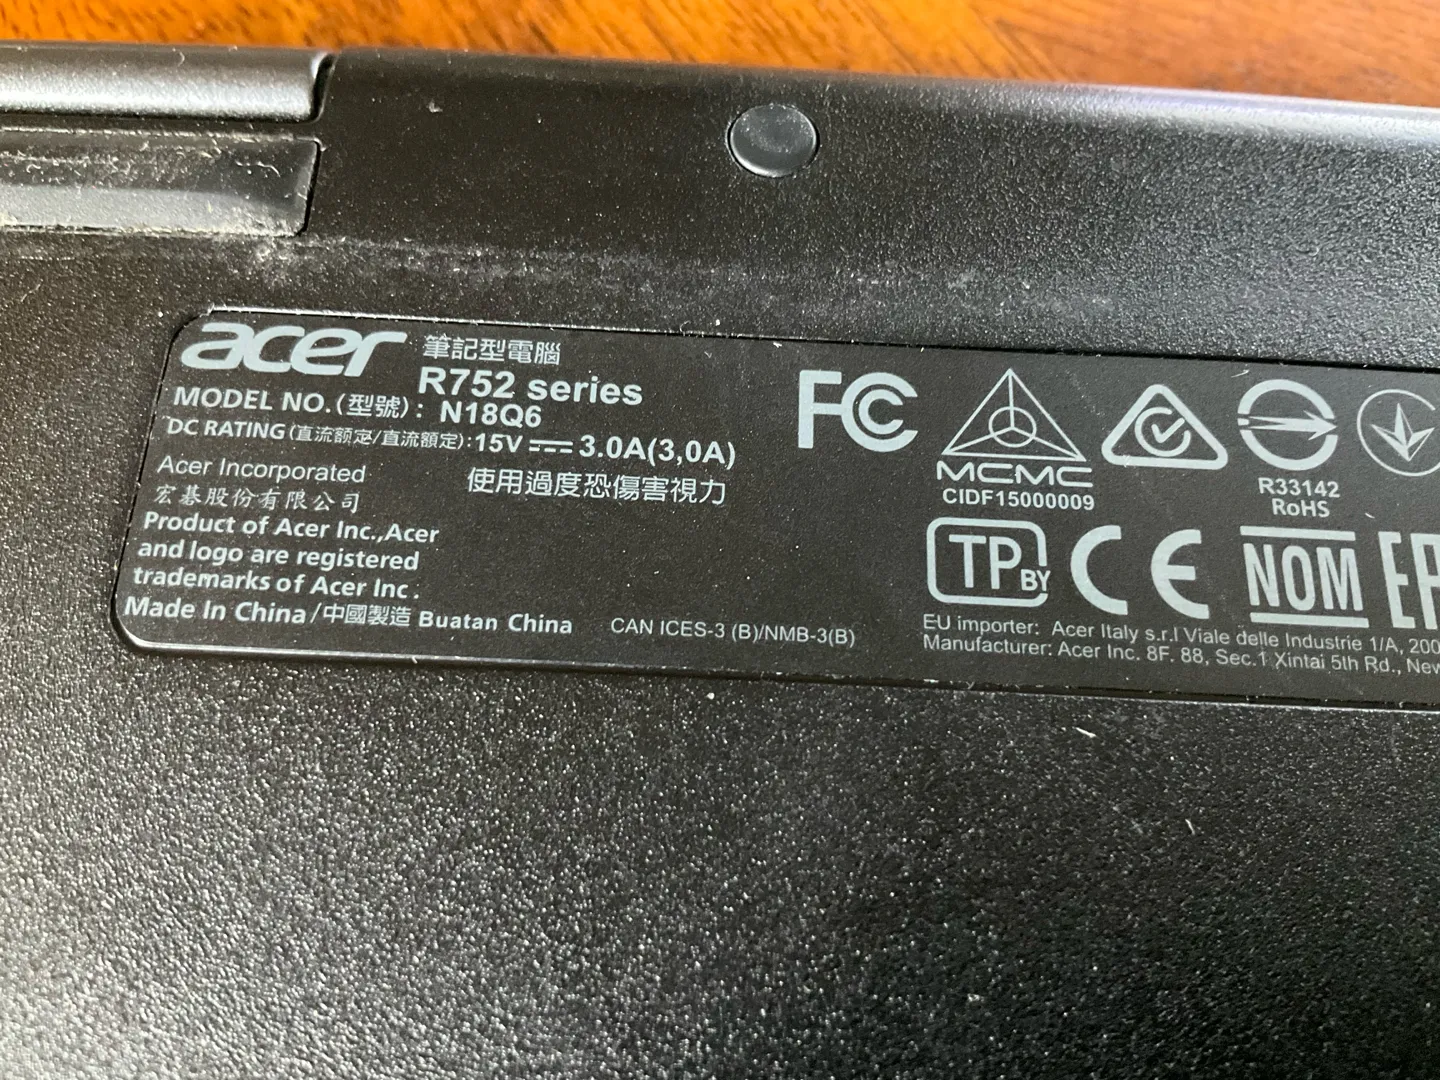 acer 筆記型電腦
R752 series
MODEL NO.(型號): N18Q6
DC RATING(直流额定/直流額定): 15V ⎓ 3.0A(3,0A)
Acer Incorporated
宏碁股份有限公司
使用過度恐傷害視力
Product of Acer Inc.,Acer
and logo are registered
trademarks of Acer Inc.
Made In China/中國製造 Buatan China
CAN ICES-3 (B)/NMB-3(B)
FC
MCMC
CIDF15000009
R33142
RoHS
TP BY
CE
NOM
EU importer: Acer Italy s.r.l Viale delle Industrie 1/A, 200
Manufacturer: Acer Inc. 8F. 88, Sec.1 Xintai 5th Rd., New